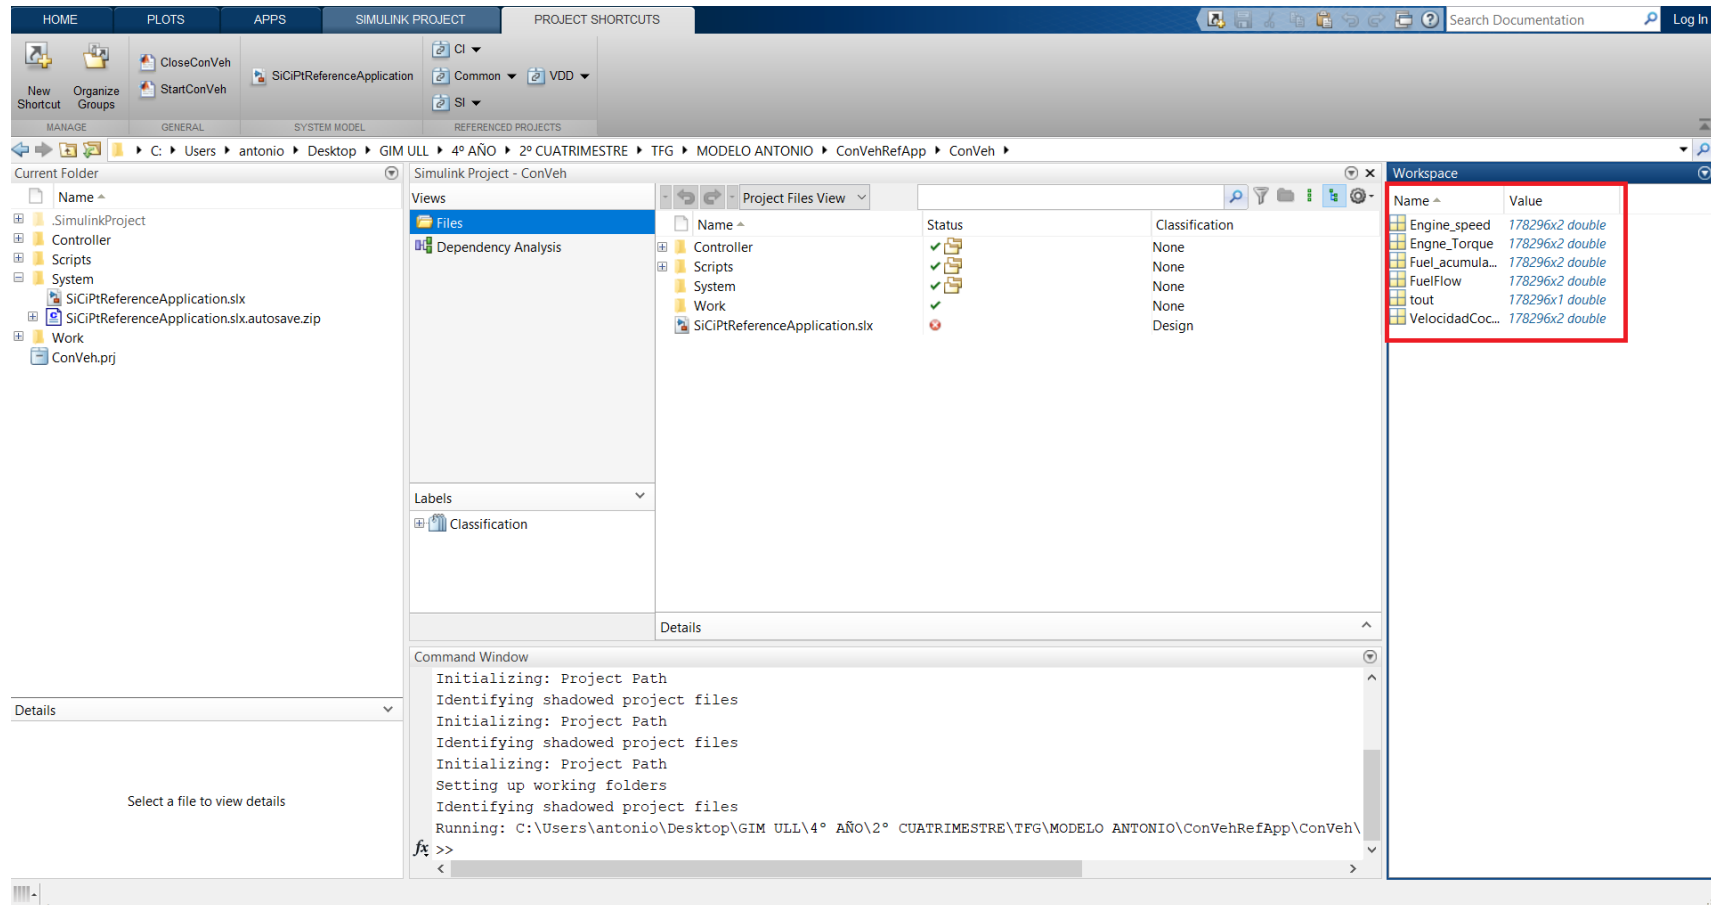 HOME PLOTS APPS SIMULINK PROJECT PROJECT SHORTCUTS Search Documentation Log In
New Shortcut
Organize Groups
CloseConVeh
StartConVeh
SiCiPtReferenceApplication
CI
Common VDD
SI
MANAGE GENERAL SYSTEM MODEL REFERENCED PROJECTS
C: Users antonio Desktop GIM ULL 4º AÑO 2º CUATRIMESTRE TFG MODELO ANTONIO ConVehRefApp ConVeh
Current Folder
Name
.SimulinkProject
Controller
Scripts
System
SiCiPtReferenceApplication.slx
SiCiPtReferenceApplication.slx.autosave.zip
Work
ConVeh.prj
Details
Select a file to view details
Simulink Project - ConVeh
Views
Files
Dependency Analysis
Labels
Classification
Project Files View
Name Status Classification
Controller None
Scripts None
System None
Work None
SiCiPtReferenceApplication.slx Design
Details
Command Window
Initializing: Project Path
Identifying shadowed project files
Initializing: Project Path
Identifying shadowed project files
Initializing: Project Path
Setting up working folders
Identifying shadowed project files
Running: C:\Users\antonio\Desktop\GIM ULL\4º AÑO\2º CUATRIMESTRE\TFG\MODELO ANTONIO\ConVehRefApp\ConVeh\
fx >>
Workspace
Name Value
Engine_speed 178296x2 double
Engne_Torque 178296x2 double
Fuel_acumula... 178296x2 double
FuelFlow 178296x2 double
tout 178296x1 double
VelocidadCoc... 178296x2 double